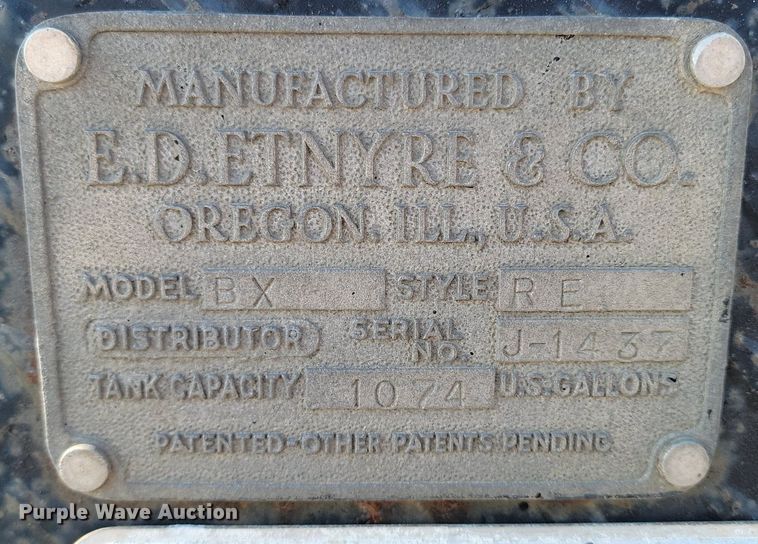 MANUFACTURED BY
E.D. ETNYRE & CO.
OREGON, ILL., U.S.A.
MODEL BX STYLE RE
DISTRIBUTOR SERIAL NO. J-1437
TANK CAPACITY 1074 U.S. GALLONS
PATENTED-OTHER PATENTS PENDING
Purple Wave Auction